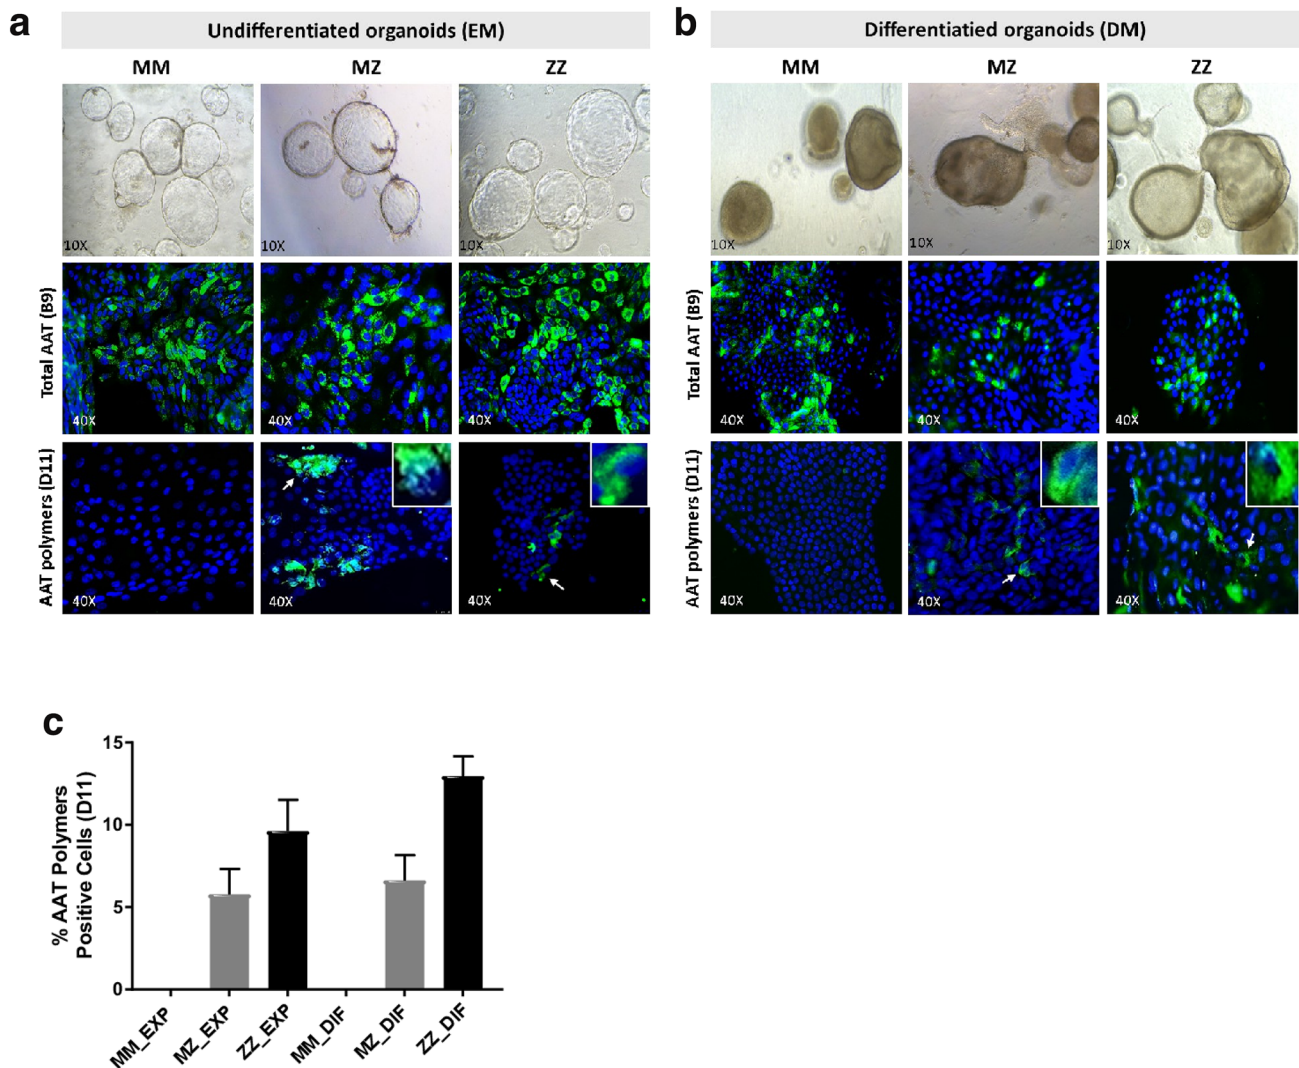 a
Undifferentiated organoids (EM)
MM
MZ
ZZ
10X
10X
10X
Total AAT (B9)
40X
40X
40X
AAT polymers (D11)
40X
40X
40X
b
Differentiatied organoids (DM)
MM
MZ
ZZ
10X
10X
10X
Total AAT (B9)
40X
40X
40X
AAT polymers (D11)
40X
40X
40X
c
% AAT Polymers
Positive Cells (D11)
15
10
5
0
MM_EXP
MZ_EXP
ZZ_EXP
MM_DIF
MZ_DIF
ZZ_DIF